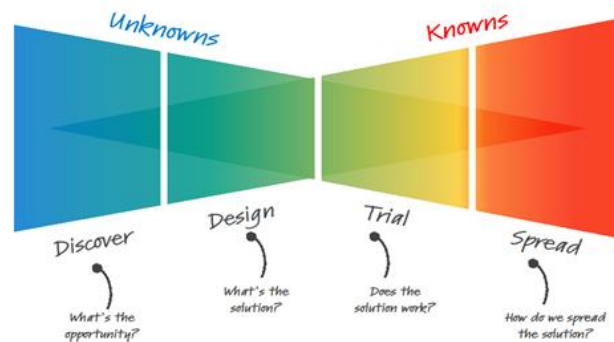 Unknowns
Knowns
Discover
Design
Trial
Spread
What's the
opportunity?
What's the
solution?
Does the
solution work?
How do we spread
the solution?